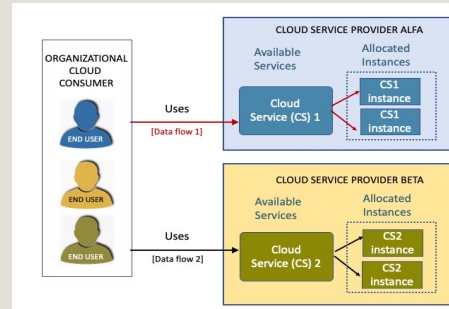 ORGANIZATIONAL
CLOUD
CONSUMER
END USER
END USER
END USER
Uses
[Data flow 1]
Uses
[Data flow 2]
CLOUD SERVICE PROVIDER ALFA
Available
Services
Allocated
Instances
Cloud
Service (CS) 1
CS1
instance
CS1
instance
CLOUD SERVICE PROVIDER BETA
Available
Services
Allocated
Instances
Cloud
Service (CS) 2
CS2
instance
CS2
instance